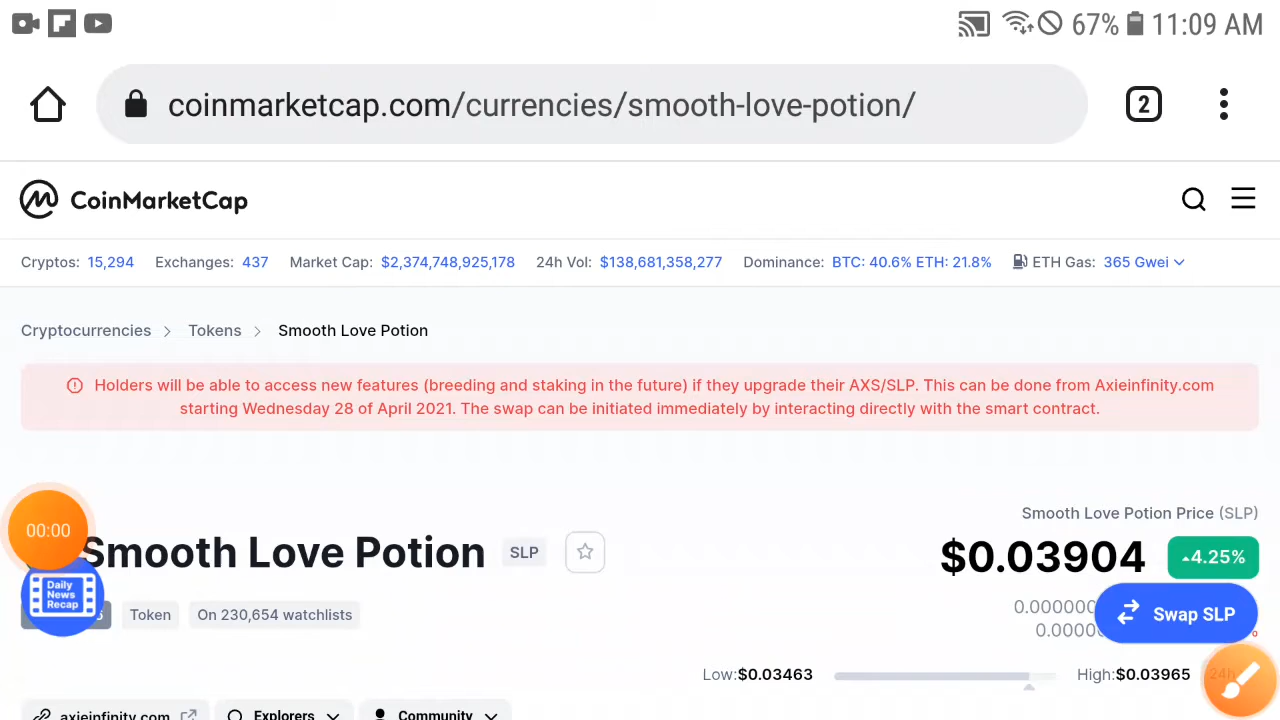 67% 11:09 AM
coinmarketcap.com/currencies/smooth-love-potion/
2
CoinMarketCap
Cryptos: 15,294 Exchanges: 437 Market Cap: $2,374,748,925,178 24h Vol: $138,681,358,277 Dominance: BTC: 40.6% ETH: 21.8% ETH Gas: 365 Gwei
Cryptocurrencies > Tokens > Smooth Love Potion
Holders will be able to access new features (breeding and staking in the future) if they upgrade their AXS/SLP. This can be done from Axieinfinity.com
starting Wednesday 28 of April 2021. The swap can be initiated immediately by interacting directly with the smart contract.
Smooth Love Potion Price (SLP)
00:00
Smooth Love Potion SLP
$0.03904 4.25%
Daily
News
Recap
Token On 230,654 watchlists
Swap SLP
Low:$0.03463 High:$0.03965 24h
axieinfinity.com Explorers Community